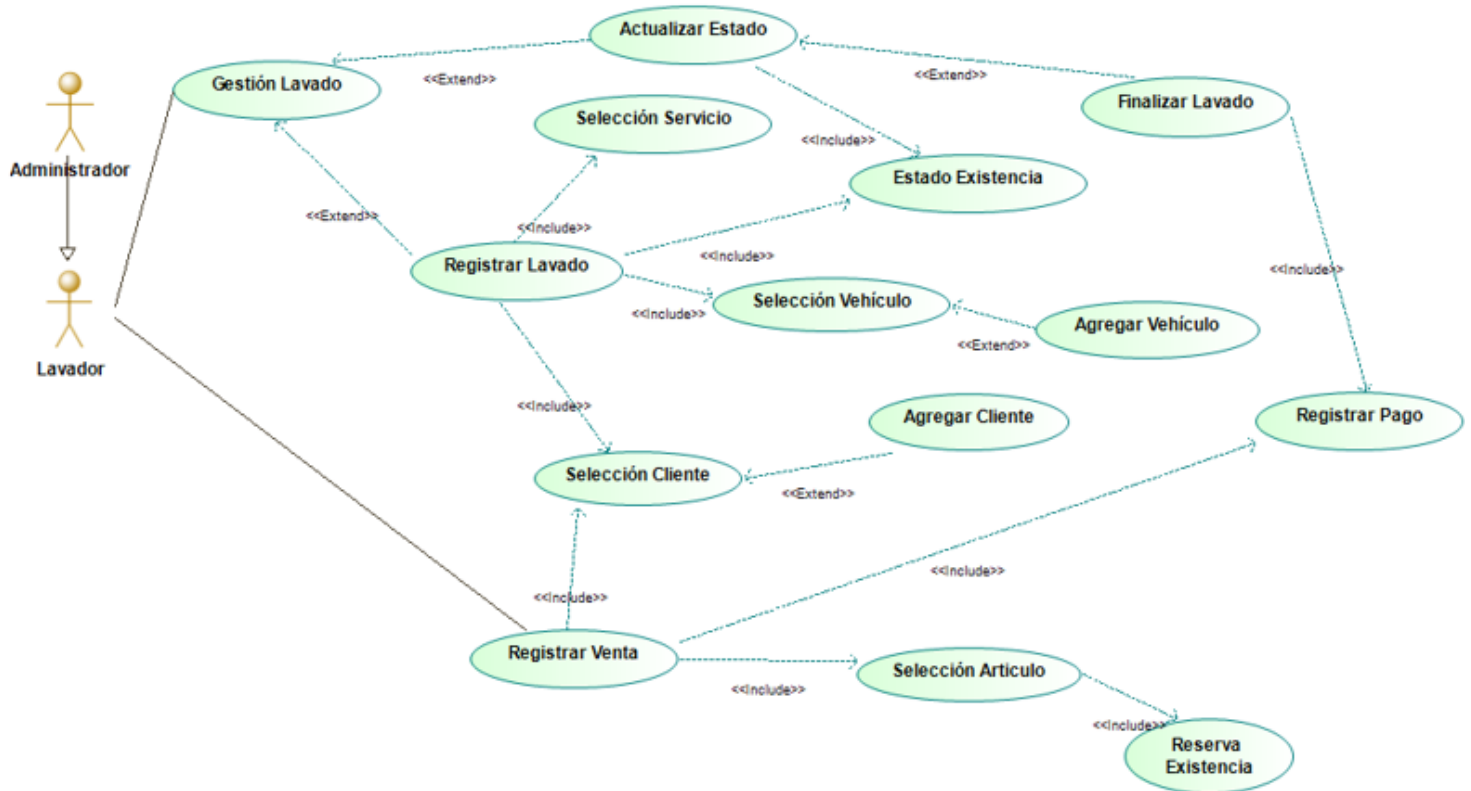 Actualizar Estado
<<Extend>>
<<Extend>>
Gestión Lavado
Finalizar Lavado
Selección Servicio
<<Include>>
Administrador
Estado Existencia
<<Extend>>
<<Include>>
<<Include>>
Registrar Lavado
<<Include>>
Selección Vehículo
<<Include>>
Agregar Vehículo
<<Extend>>
Lavador
<<Include>>
Agregar Cliente
Registrar Pago
Selección Cliente
<<Extend>>
<<Include>>
<<Include>>
Registrar Venta
Selección Articulo
<<Include>>
<<Include>>
Reserva
Existencia